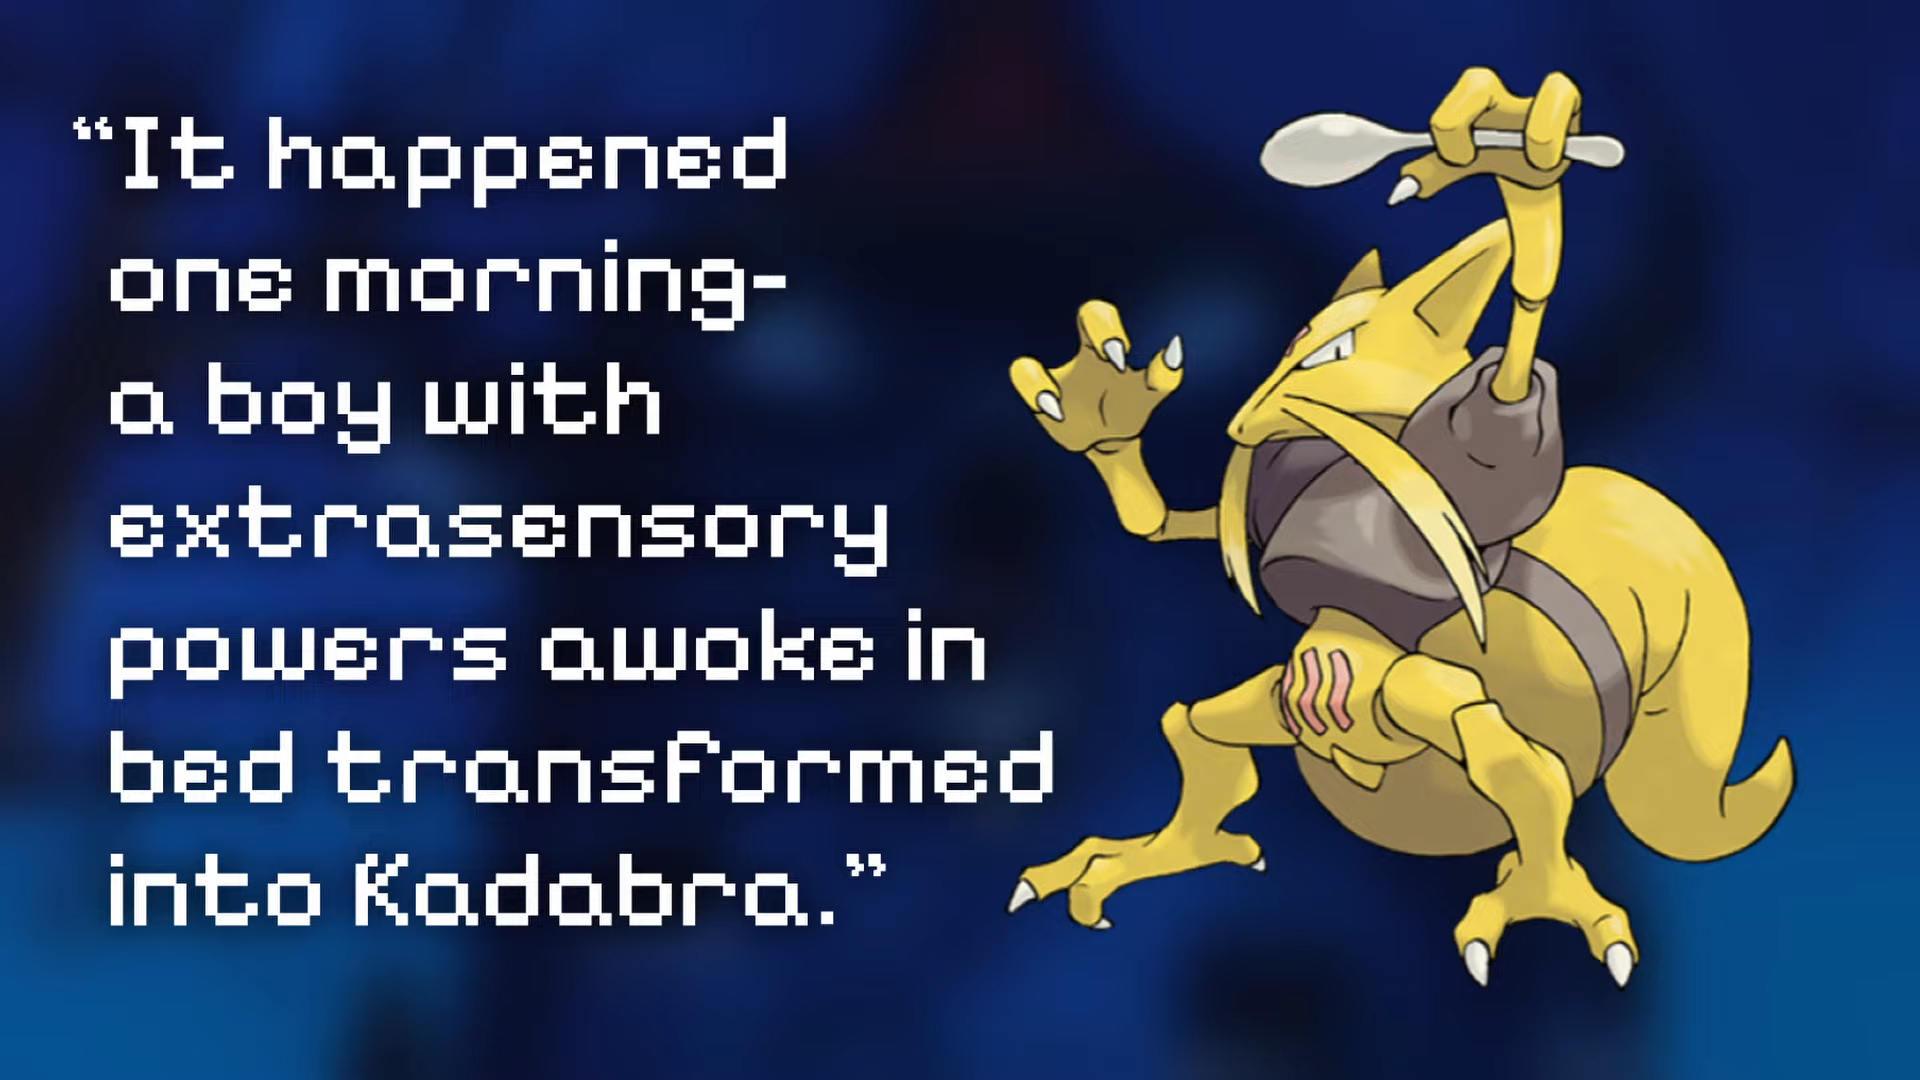 “It happened
one morning-
a boy with
extrasensory
powers awoke in
bed transformed
into Kadabra.”